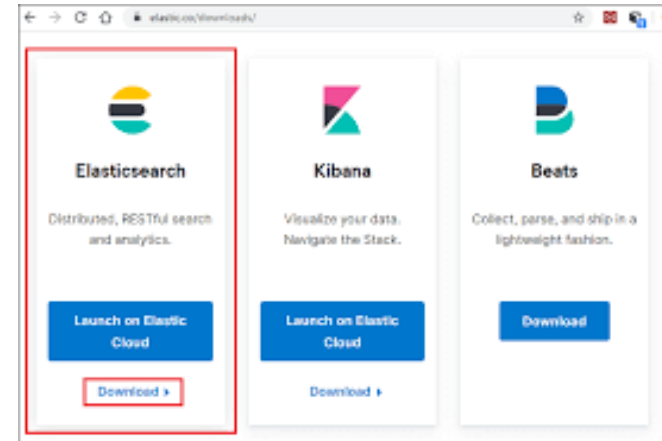 elastic.co/downloads/
Elasticsearch
Distributed, RESTful search
and analytics.
Launch on Elastic
Cloud
Download
Kibana
Visualize your data.
Navigate the Stack.
Launch on Elastic
Cloud
Download
Beats
Collect, parse, and ship in a
lightweight fashion.
Download